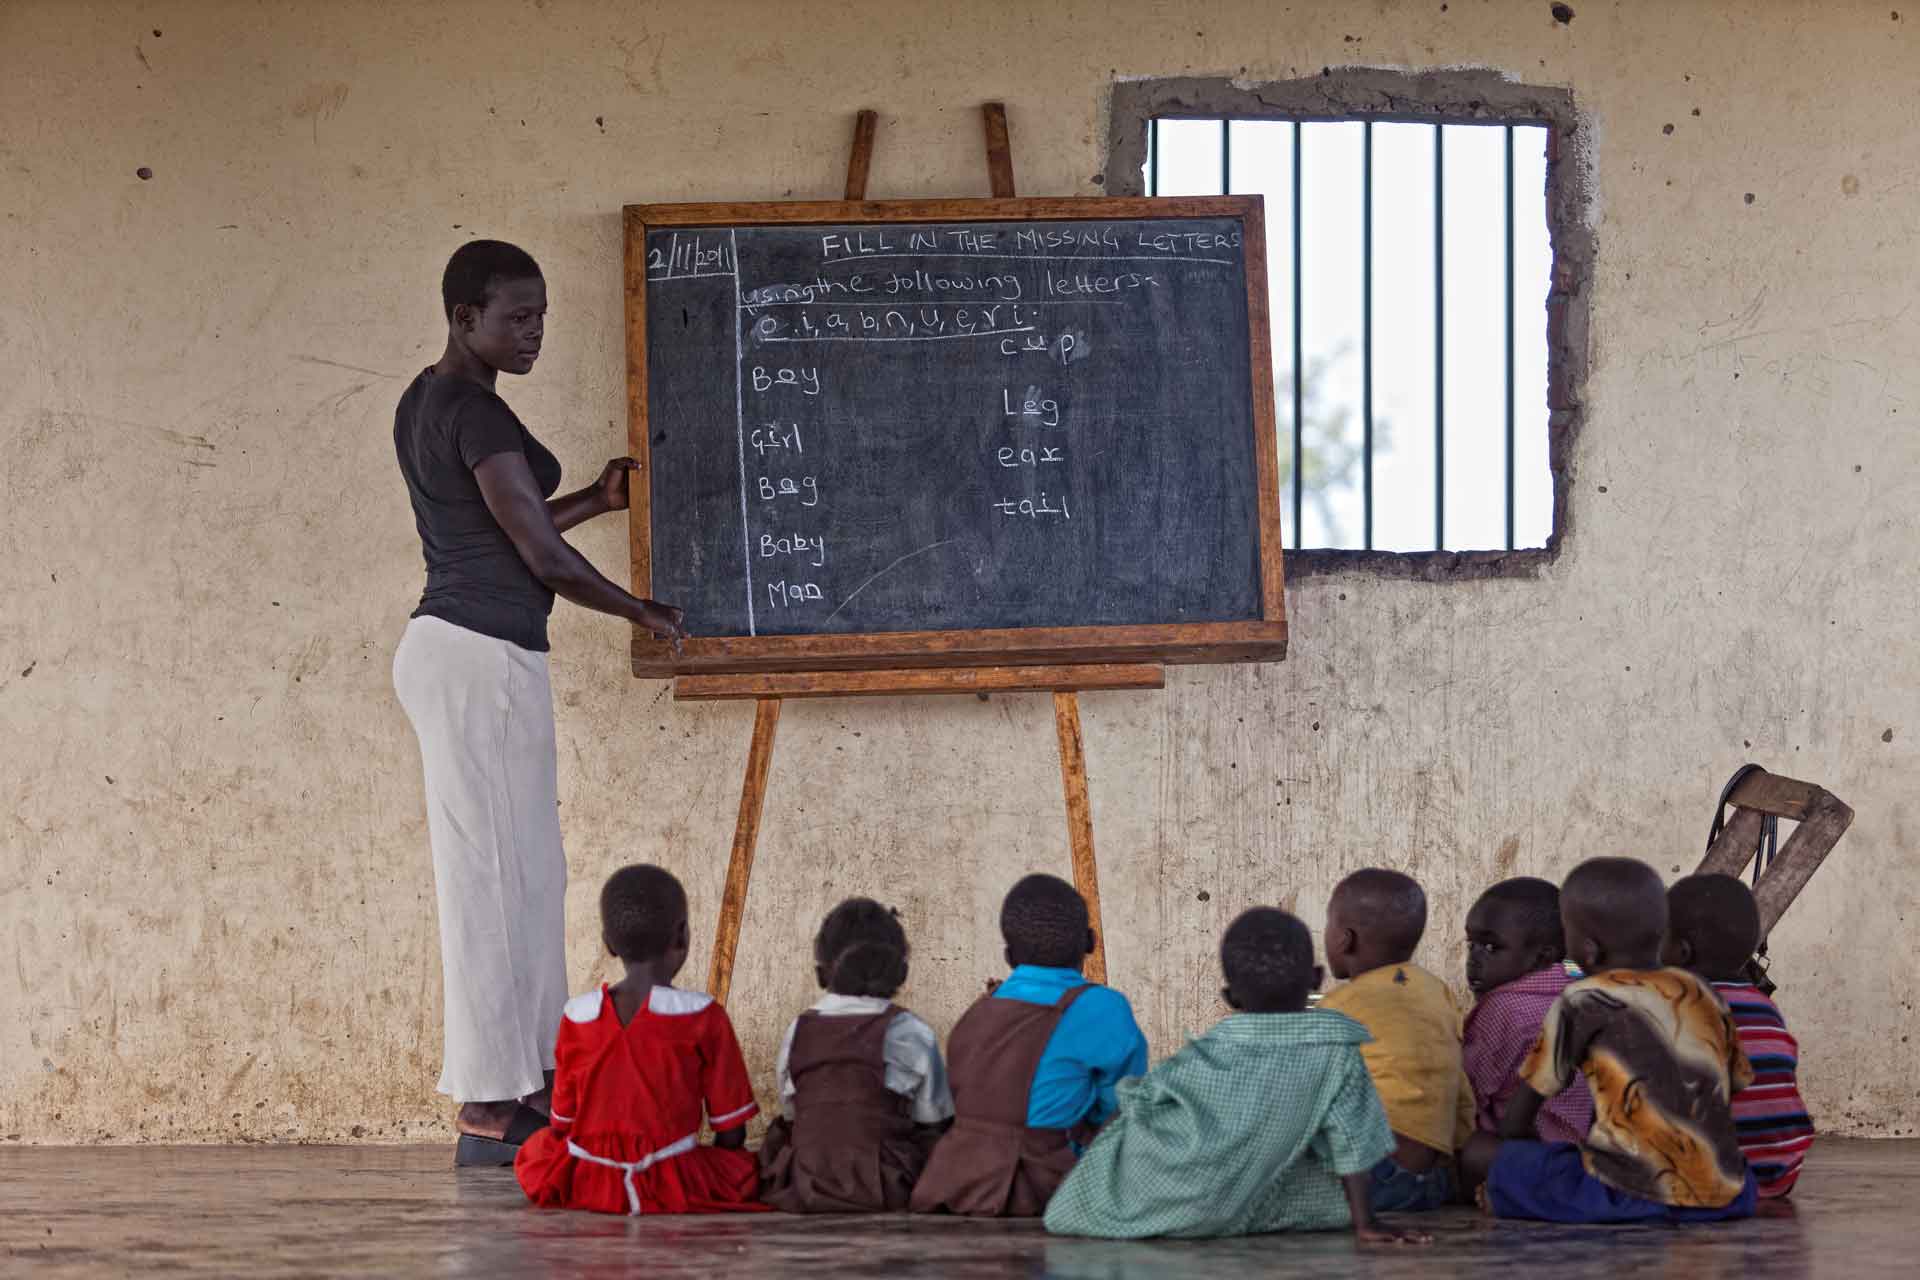 2/11/2011
FILL IN THE MISSING LETTERS
using the following letters:-
o, i, a, b, n, u, e, r i.
Boy
girl
Bag
Baby
Man
cup
Leg
ear
tail